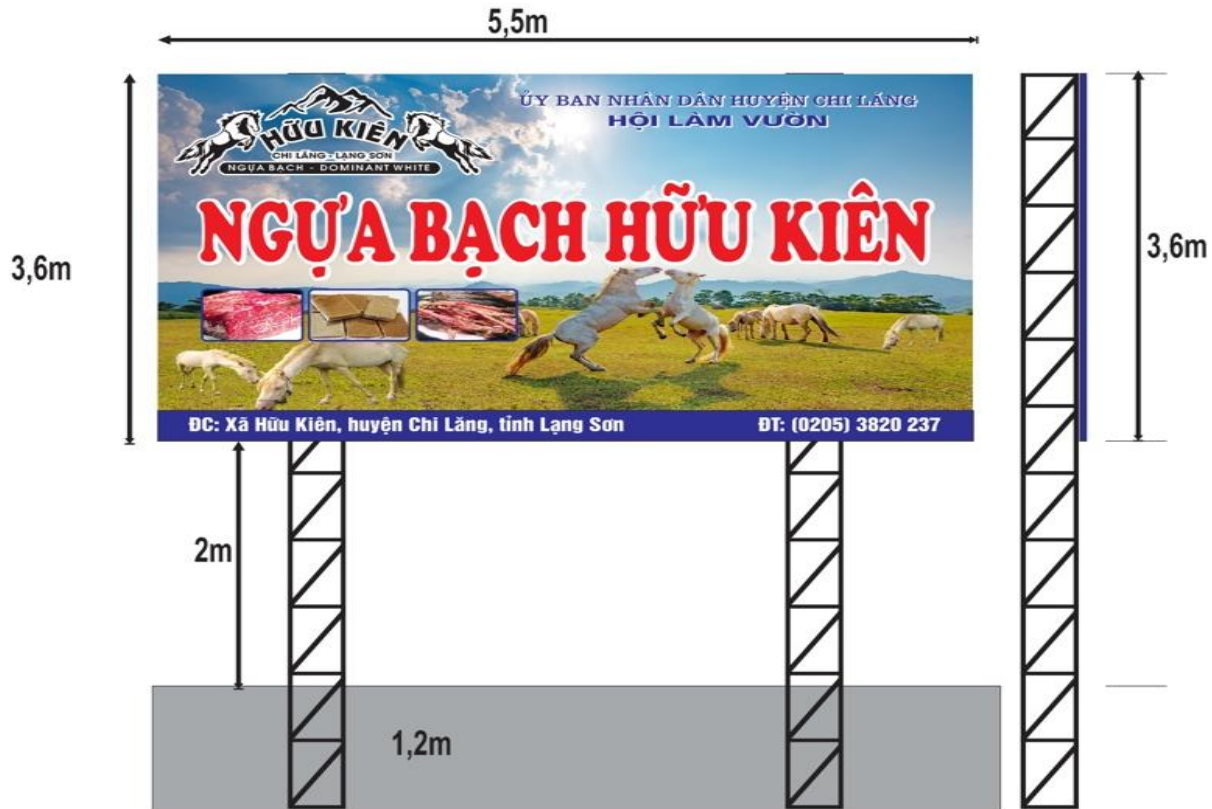 5,5m
ỦY BAN NHÂN DÂN HUYỆN CHI LĂNG
HỘI LÀM VƯỜN
HỮU KIÊN
CHI LĂNG - LẠNG SƠN
NGỰA BẠCH - DOMINANT WHITE
NGỰA BẠCH HỮU KIÊN
3,6m
3,6m
ĐC: Xã Hữu Kiên, huyện Chi Lăng, tỉnh Lạng Sơn
ĐT: (0205) 3820 237
2m
1,2m